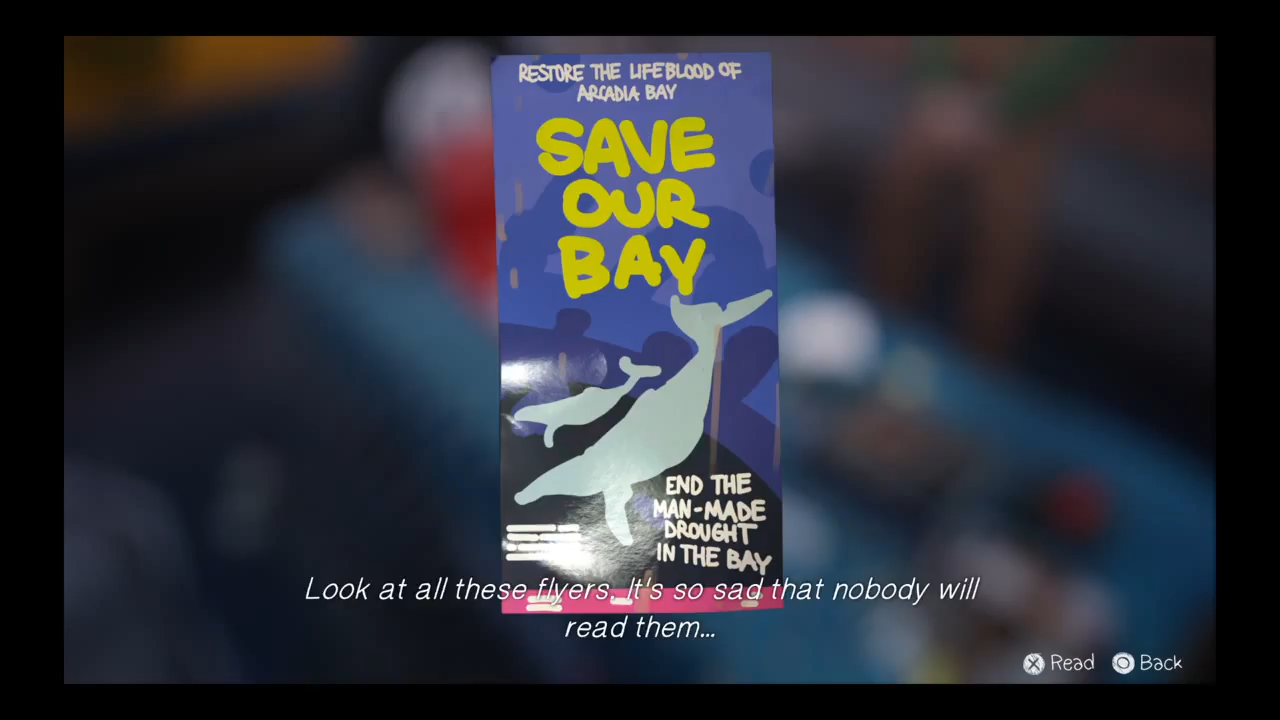 RESTORE THE LIFEBLOOD OF
ARCADIA BAY
SAVE
OUR
BAY
END THE
MAN-MADE
DROUGHT
IN THE BAY
Look at all these flyers. It's so sad that nobody will
read them...
Read Back